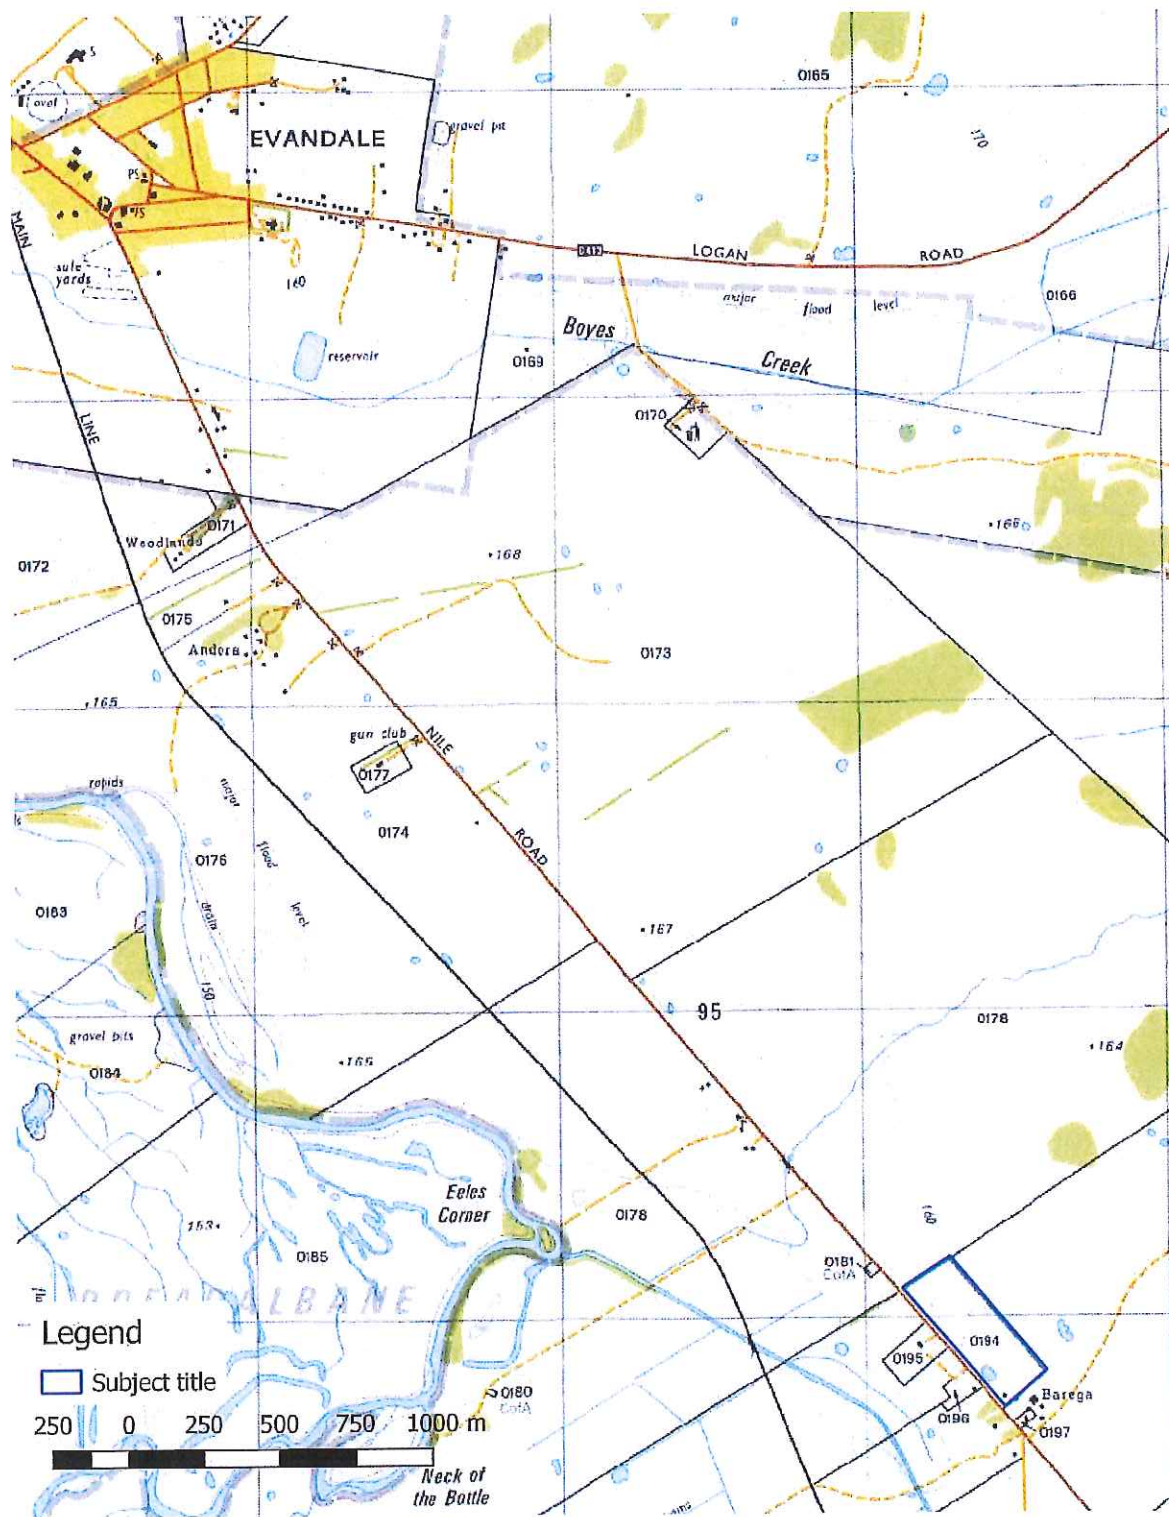 S
0165
oval
EVANDALE
gravel pit
170
PS
MAIN
sale
yards
160
LOGAN
ROAD
major
flood
level
0166
Boyes
reservoir
0169
Creek
LINE
0170
0171
Woodlands
168
166
0172
0175
0173
Andora
165
gun club
NILE
0177
rapids
major
0174
ROAD
0176
flood
level
drain
0183
167
150
95
0178
gravel pits
165
164
0184
Eeles
Corner
0178
160
153
0185
0181
CofA
Legend
0194
0195
Subject title
0180
CofA
Barega
0196
0197
250 0 250 500 750 1000 m
Neck of
the Bottle